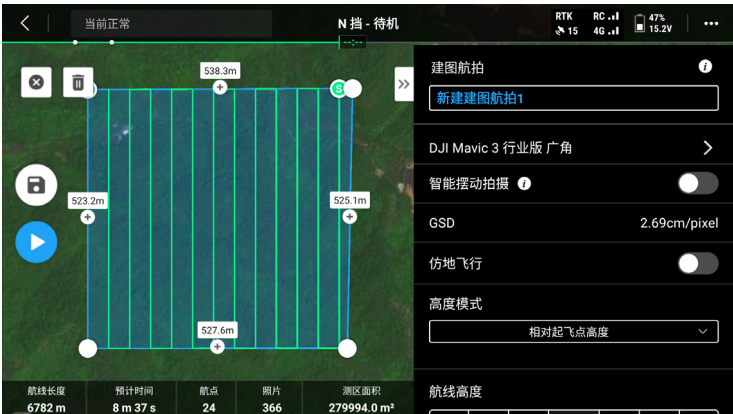 当前正常
N 挡 - 待机
RTK
RC
47%
15
4G
15.2V
538.3m
S
523.2m
525.1m
527.6m
航线长度
预计时间
航点
照片
测区面积
6782 m
8 m 37 s
24
366
279994.0 m²
建图航拍
新建建图航拍1
DJI Mavic 3 行业版 广角
智能摆动拍摄
GSD
2.69cm/pixel
仿地飞行
高度模式
相对起飞点高度
航线高度